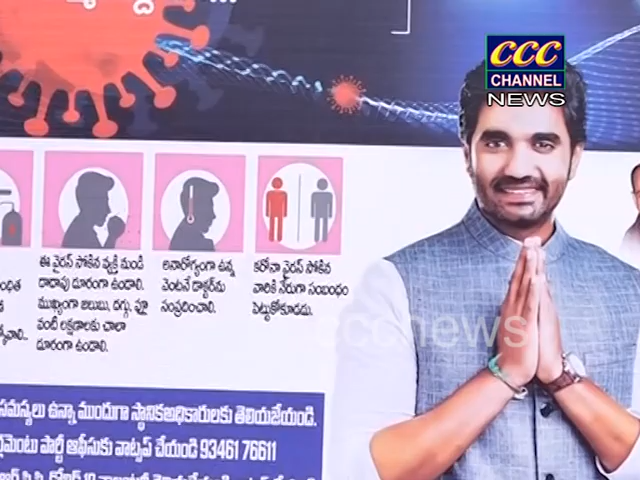 CCC
CHANNEL
NEWS
ఈ వైరస్ సోకిన వ్యక్తి నుండి
దాదాపు దూరంగా ఉండాలి.
ముఖ్యంగా జలుబు, దగ్గు, ఫ్లూ
వంటి లక్షణాలకు చాలా
దూరంగా ఉండాలి.
అనారోగ్యంగా ఉన్న
వెంటనే డాక్టర్‌ను
సంప్రదించాలి.
కరోనా వైరస్ సోకిన
వారికి నేరుగా సంబంధం
పెట్టుకోకూడదు.
cccnews
సమస్యలు ఉన్నా ముందుగా స్థానికఅధికారులకు తెలియజేయండి.
పార్టీ ఆఫీసుకు వాట్సప్ చేయండి 93461 76611